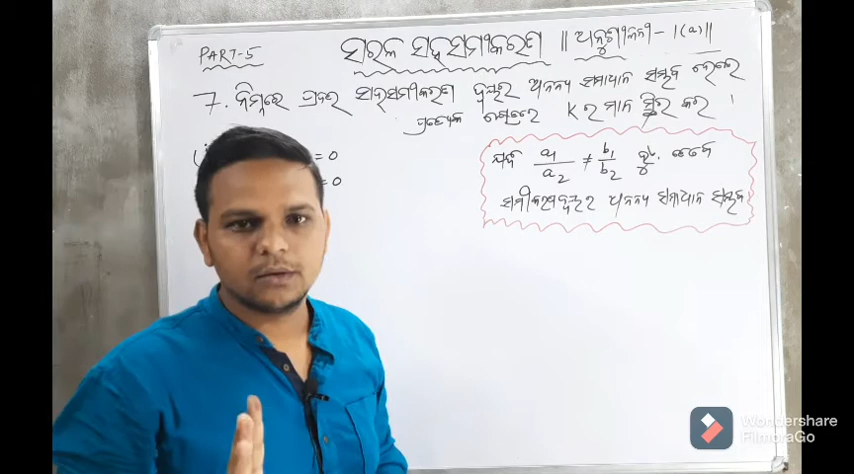 PART-5
ସରଳ ସହସମୀକରଣ || ଅନୁଶୀଳନୀ - 1(a) ||
7. ନିମ୍ନରେ ପ୍ରଦତ୍ତ ସହସମୀକରଣ ଦ୍ୱୟର ଅନନ୍ୟ ସମାଧାନ ସମ୍ଭବ ହେଲେ
ପ୍ରତ୍ୟେକ କ୍ଷେତ୍ରରେ K ର ମାନ ସ୍ଥିର କର ।
= 0
= 0
ଯଦି a1/a2 ≠ b1/b2 ହୁଏ ତେବେ
ସମୀକରଣଦ୍ୱୟର ଅନନ୍ୟ ସମାଧାନ ସମ୍ଭବ
Wondershare
FilmoraGo